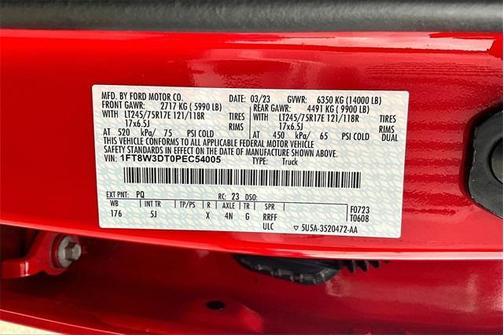 MFD. BY FORD MOTOR CO. 03/23 GVWR: 6350 KG (14000 LB)
FRONT GAWR: 2717 KG (5990 LB) REAR GAWR: 4491 KG (9900 LB)
WITH LT245/75R17E 121/118R TIRES WITH LT245/75R17E 121/118R TIRES
17x6.5J RIMS 17x6.5J RIMS
AT 520 kPa/ 75 PSI COLD AT 450 kPa/ 65 PSI COLD
THIS VEHICLE CONFORMS TO ALL APPLICABLE FEDERAL MOTOR VEHICLE
SAFETY STANDARDS IN EFFECT ON THE DATE OF MANUFACTURE SHOWN ABOVE.
VIN: 1FT8W3DT0PEC54005 TYPE: Truck
EXT PNT: PQ RC: 23 DSO:
WB INT TR TP/PS R AXLE TR SPR F0723
176 5J X 4N G RRFF T0608
ULC 5U5A-3520472-AA